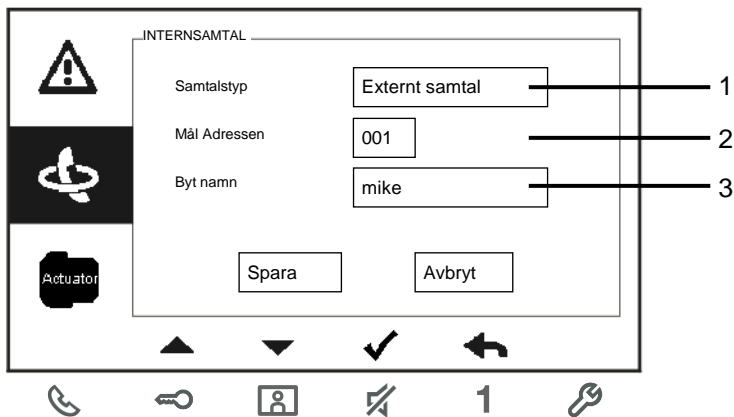 INTERNSAMTAL
Samtalstyp
Externt samtal
1
Mål Adressen
001
2
Byt namn
mike
3
Spara
Avbryt
Actuator
1